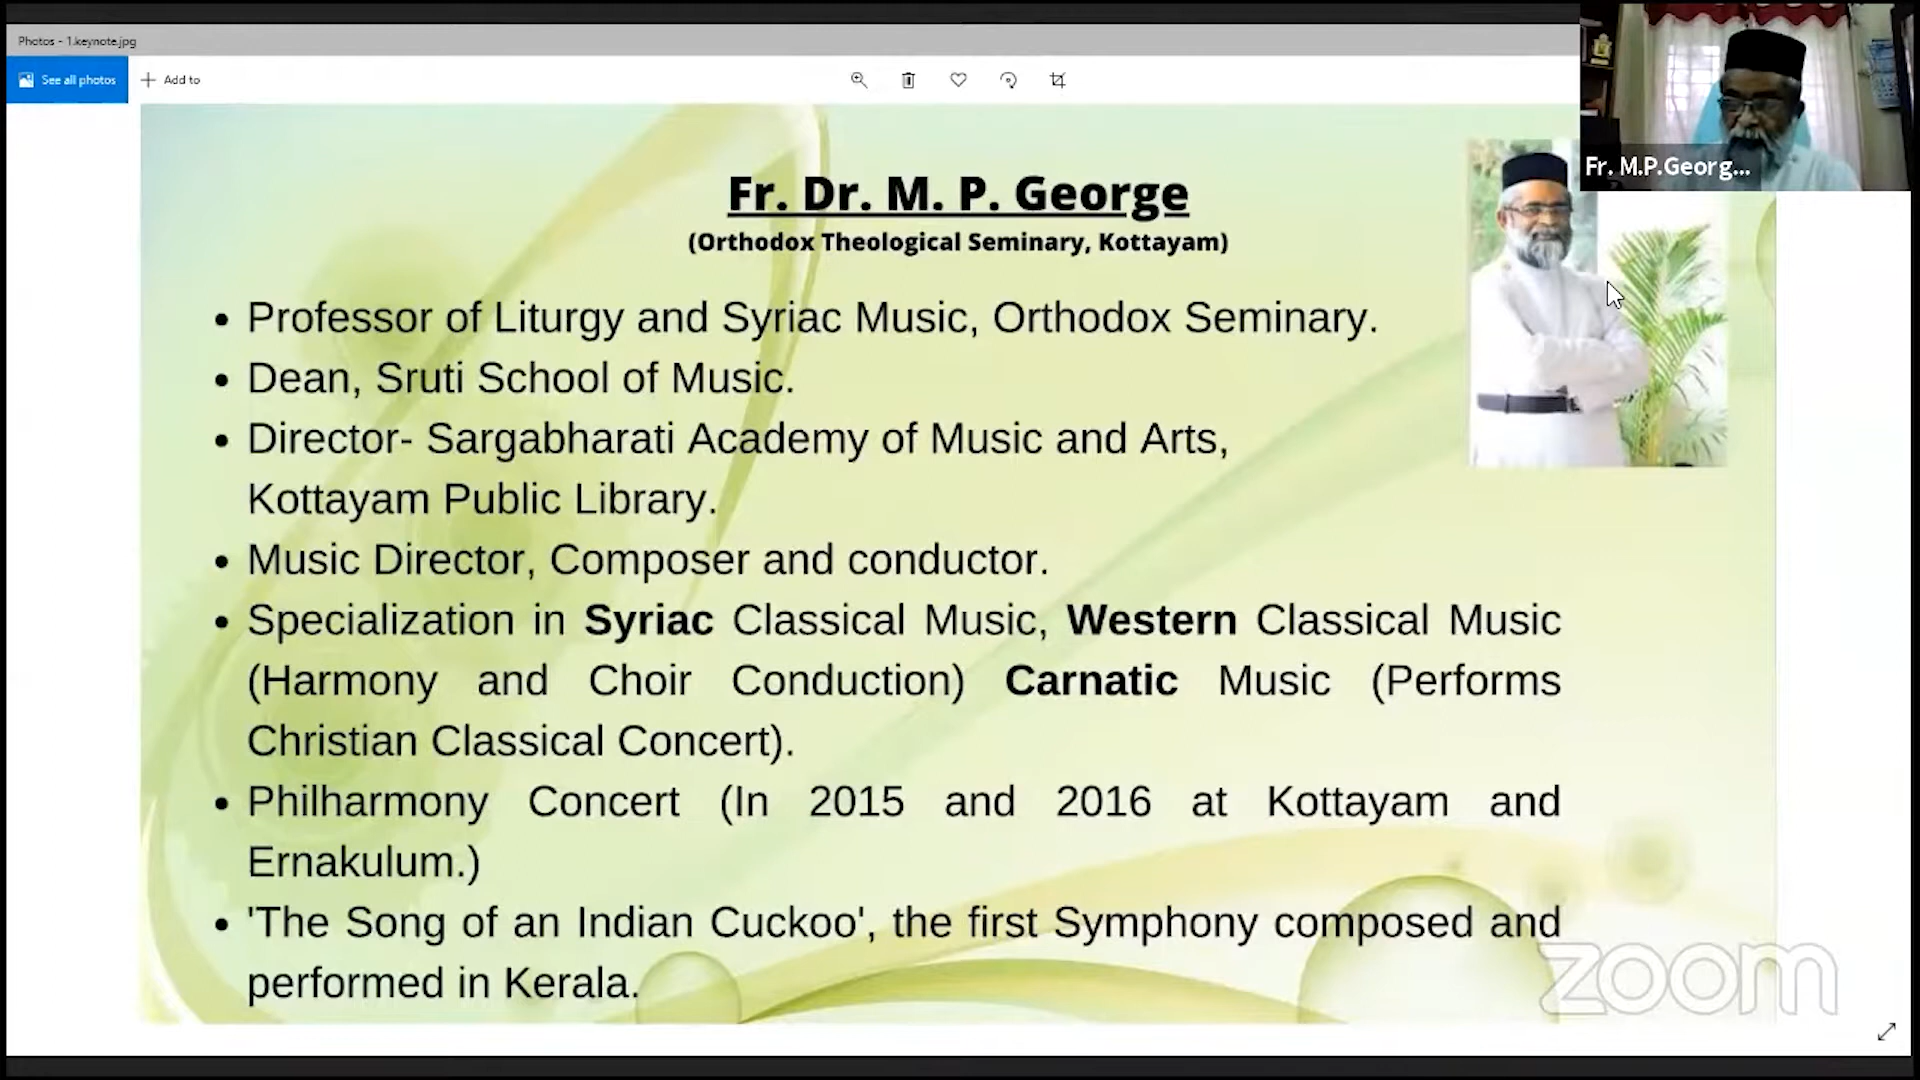 Photos - 1.keynote.jpg
See all photos
Add to
Fr. M.P.Georg...
Fr. Dr. M. P. George
(Orthodox Theological Seminary, Kottayam)
• Professor of Liturgy and Syriac Music, Orthodox Seminary.
• Dean, Sruti School of Music.
• Director- Sargabharati Academy of Music and Arts,
Kottayam Public Library.
• Music Director, Composer and conductor.
• Specialization in Syriac Classical Music, Western Classical Music
(Harmony and Choir Conduction) Carnatic Music (Performs
Christian Classical Concert).
• Philharmony Concert (In 2015 and 2016 at Kottayam and
Ernakulum.)
• 'The Song of an Indian Cuckoo', the first Symphony composed and
performed in Kerala.
zoom